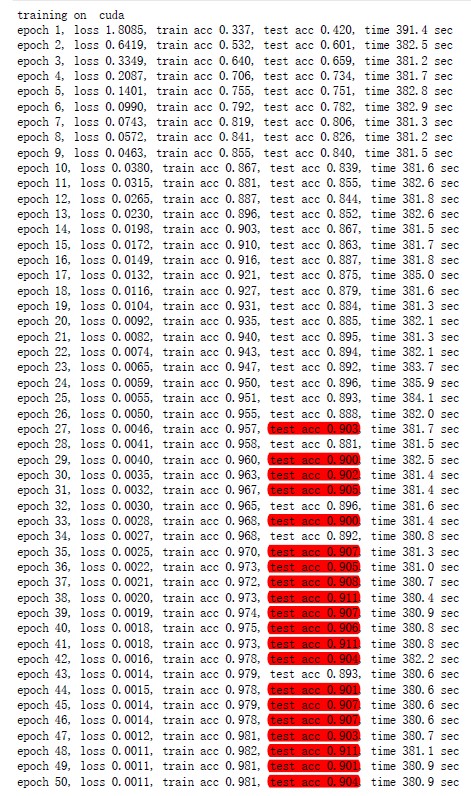 training on  cuda
epoch 1, loss 1.8085, train acc 0.337, test acc 0.420, time 391.4 sec
epoch 2, loss 0.6419, train acc 0.532, test acc 0.601, time 382.5 sec
epoch 3, loss 0.3349, train acc 0.640, test acc 0.659, time 381.2 sec
epoch 4, loss 0.2087, train acc 0.706, test acc 0.734, time 381.7 sec
epoch 5, loss 0.1401, train acc 0.755, test acc 0.751, time 382.8 sec
epoch 6, loss 0.0990, train acc 0.792, test acc 0.782, time 382.9 sec
epoch 7, loss 0.0743, train acc 0.819, test acc 0.806, time 381.3 sec
epoch 8, loss 0.0572, train acc 0.841, test acc 0.826, time 381.2 sec
epoch 9, loss 0.0463, train acc 0.855, test acc 0.840, time 381.5 sec
epoch 10, loss 0.0380, train acc 0.867, test acc 0.839, time 381.6 sec
epoch 11, loss 0.0315, train acc 0.881, test acc 0.855, time 382.6 sec
epoch 12, loss 0.0265, train acc 0.887, test acc 0.844, time 381.8 sec
epoch 13, loss 0.0230, train acc 0.896, test acc 0.852, time 382.6 sec
epoch 14, loss 0.0198, train acc 0.903, test acc 0.867, time 381.5 sec
epoch 15, loss 0.0172, train acc 0.910, test acc 0.863, time 381.7 sec
epoch 16, loss 0.0149, train acc 0.916, test acc 0.887, time 381.8 sec
epoch 17, loss 0.0132, train acc 0.921, test acc 0.875, time 385.0 sec
epoch 18, loss 0.0116, train acc 0.927, test acc 0.879, time 381.6 sec
epoch 19, loss 0.0104, train acc 0.931, test acc 0.884, time 381.3 sec
epoch 20, loss 0.0092, train acc 0.935, test acc 0.885, time 382.1 sec
epoch 21, loss 0.0082, train acc 0.940, test acc 0.895, time 381.3 sec
epoch 22, loss 0.0074, train acc 0.943, test acc 0.894, time 382.1 sec
epoch 23, loss 0.0065, train acc 0.947, test acc 0.892, time 383.7 sec
epoch 24, loss 0.0059, train acc 0.950, test acc 0.896, time 385.9 sec
epoch 25, loss 0.0055, train acc 0.951, test acc 0.893, time 384.1 sec
epoch 26, loss 0.0050, train acc 0.955, test acc 0.888, time 382.0 sec
epoch 27, loss 0.0046, train acc 0.957, test acc 0.903, time 381.7 sec
epoch 28, loss 0.0041, train acc 0.958, test acc 0.881, time 381.5 sec
epoch 29, loss 0.0040, train acc 0.960, test acc 0.900, time 382.5 sec
epoch 30, loss 0.0035, train acc 0.963, test acc 0.902, time 381.4 sec
epoch 31, loss 0.0032, train acc 0.967, test acc 0.905, time 381.4 sec
epoch 32, loss 0.0030, train acc 0.965, test acc 0.896, time 381.6 sec
epoch 33, loss 0.0028, train acc 0.968, test acc 0.900, time 381.4 sec
epoch 34, loss 0.0027, train acc 0.968, test acc 0.892, time 380.8 sec
epoch 35, loss 0.0025, train acc 0.970, test acc 0.907, time 381.3 sec
epoch 36, loss 0.0022, train acc 0.973, test acc 0.905, time 381.0 sec
epoch 37, loss 0.0021, train acc 0.972, test acc 0.908, time 380.7 sec
epoch 38, loss 0.0020, train acc 0.973, test acc 0.911, time 380.4 sec
epoch 39, loss 0.0019, train acc 0.974, test acc 0.907, time 380.9 sec
epoch 40, loss 0.0018, train acc 0.975, test acc 0.906, time 380.8 sec
epoch 41, loss 0.0018, train acc 0.973, test acc 0.911, time 380.8 sec
epoch 42, loss 0.0016, train acc 0.978, test acc 0.904, time 382.2 sec
epoch 43, loss 0.0014, train acc 0.979, test acc 0.893, time 380.6 sec
epoch 44, loss 0.0015, train acc 0.978, test acc 0.901, time 380.6 sec
epoch 45, loss 0.0014, train acc 0.979, test acc 0.907, time 380.6 sec
epoch 46, loss 0.0014, train acc 0.978, test acc 0.907, time 380.6 sec
epoch 47, loss 0.0012, train acc 0.981, test acc 0.903, time 380.7 sec
epoch 48, loss 0.0011, train acc 0.982, test acc 0.911, time 381.1 sec
epoch 49, loss 0.0011, train acc 0.981, test acc 0.901, time 380.9 sec
epoch 50, loss 0.0011, train acc 0.981, test acc 0.904, time 380.9 sec